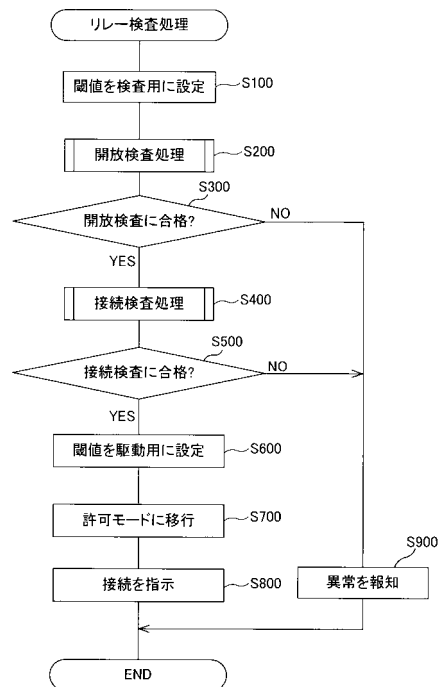 リレー検査処理
閾値を検査用に設定
S100
開放検査処理
S200
S300
開放検査に合格?
NO
YES
接続検査処理
S400
S500
接続検査に合格?
NO
YES
閾値を駆動用に設定
S600
許可モードに移行
S700
接続を指示
S800
S900
異常を報知
END